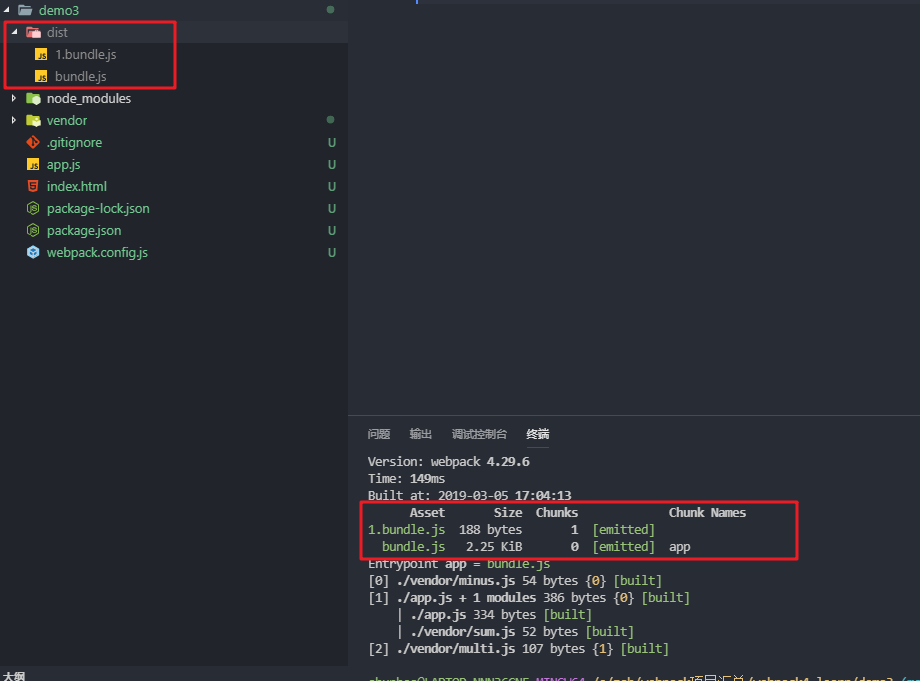 demo3
dist
1.bundle.js
bundle.js
node_modules
vendor
.gitignore U
app.js U
index.html U
package-lock.json U
package.json U
webpack.config.js U
大纲
问题 输出 调试控制台 终端
Version: webpack 4.29.6
Time: 149ms
Built at: 2019-03-05 17:04:13
Asset Size Chunks Chunk Names
1.bundle.js 188 bytes 1 [emitted]
bundle.js 2.25 KiB 0 [emitted] app
Entrypoint app = bundle.js
[0] ./vendor/minus.js 54 bytes {0} [built]
[1] ./app.js + 1 modules 386 bytes {0} [built]
| ./app.js 334 bytes [built]
| ./vendor/sum.js 52 bytes [built]
[2] ./vendor/multi.js 107 bytes {1} [built]